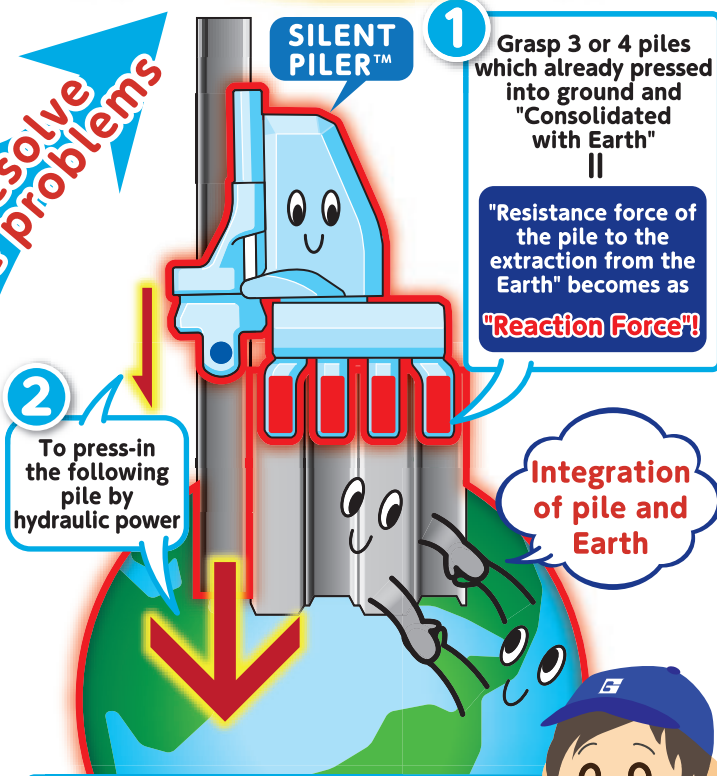 solve
problems
SILENT
PILER™
1
Grasp 3 or 4 piles
which already pressed
into ground and
"Consolidated
with Earth"
"Resistance force of
the pile to the
extraction from the
Earth" becomes as
"Reaction Force"!
2
To press-in
the following
pile by
hydraulic power
Integration
of pile and
Earth
G